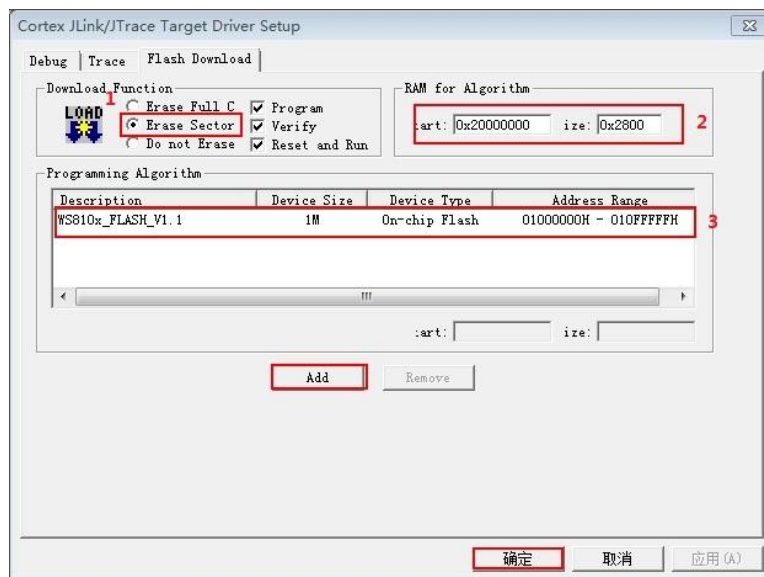 Cortex JLink/JTrace Target Driver Setup
Debug Trace Flash Download
Download Function
1
LOAD
Erase Full C Program
Erase Sector Verify
Do not Erase Reset and Run
RAM for Algorithm
:art: 0x20000000 ize: 0x2800 2
Programming Algorithm
Description Device Size Device Type Address Range
WS810x_FLASH_V1.1 1M On-chip Flash 01000000H - 010FFFFFH 3
:art: ize:
Add Remove
确定 取消 应用(A)